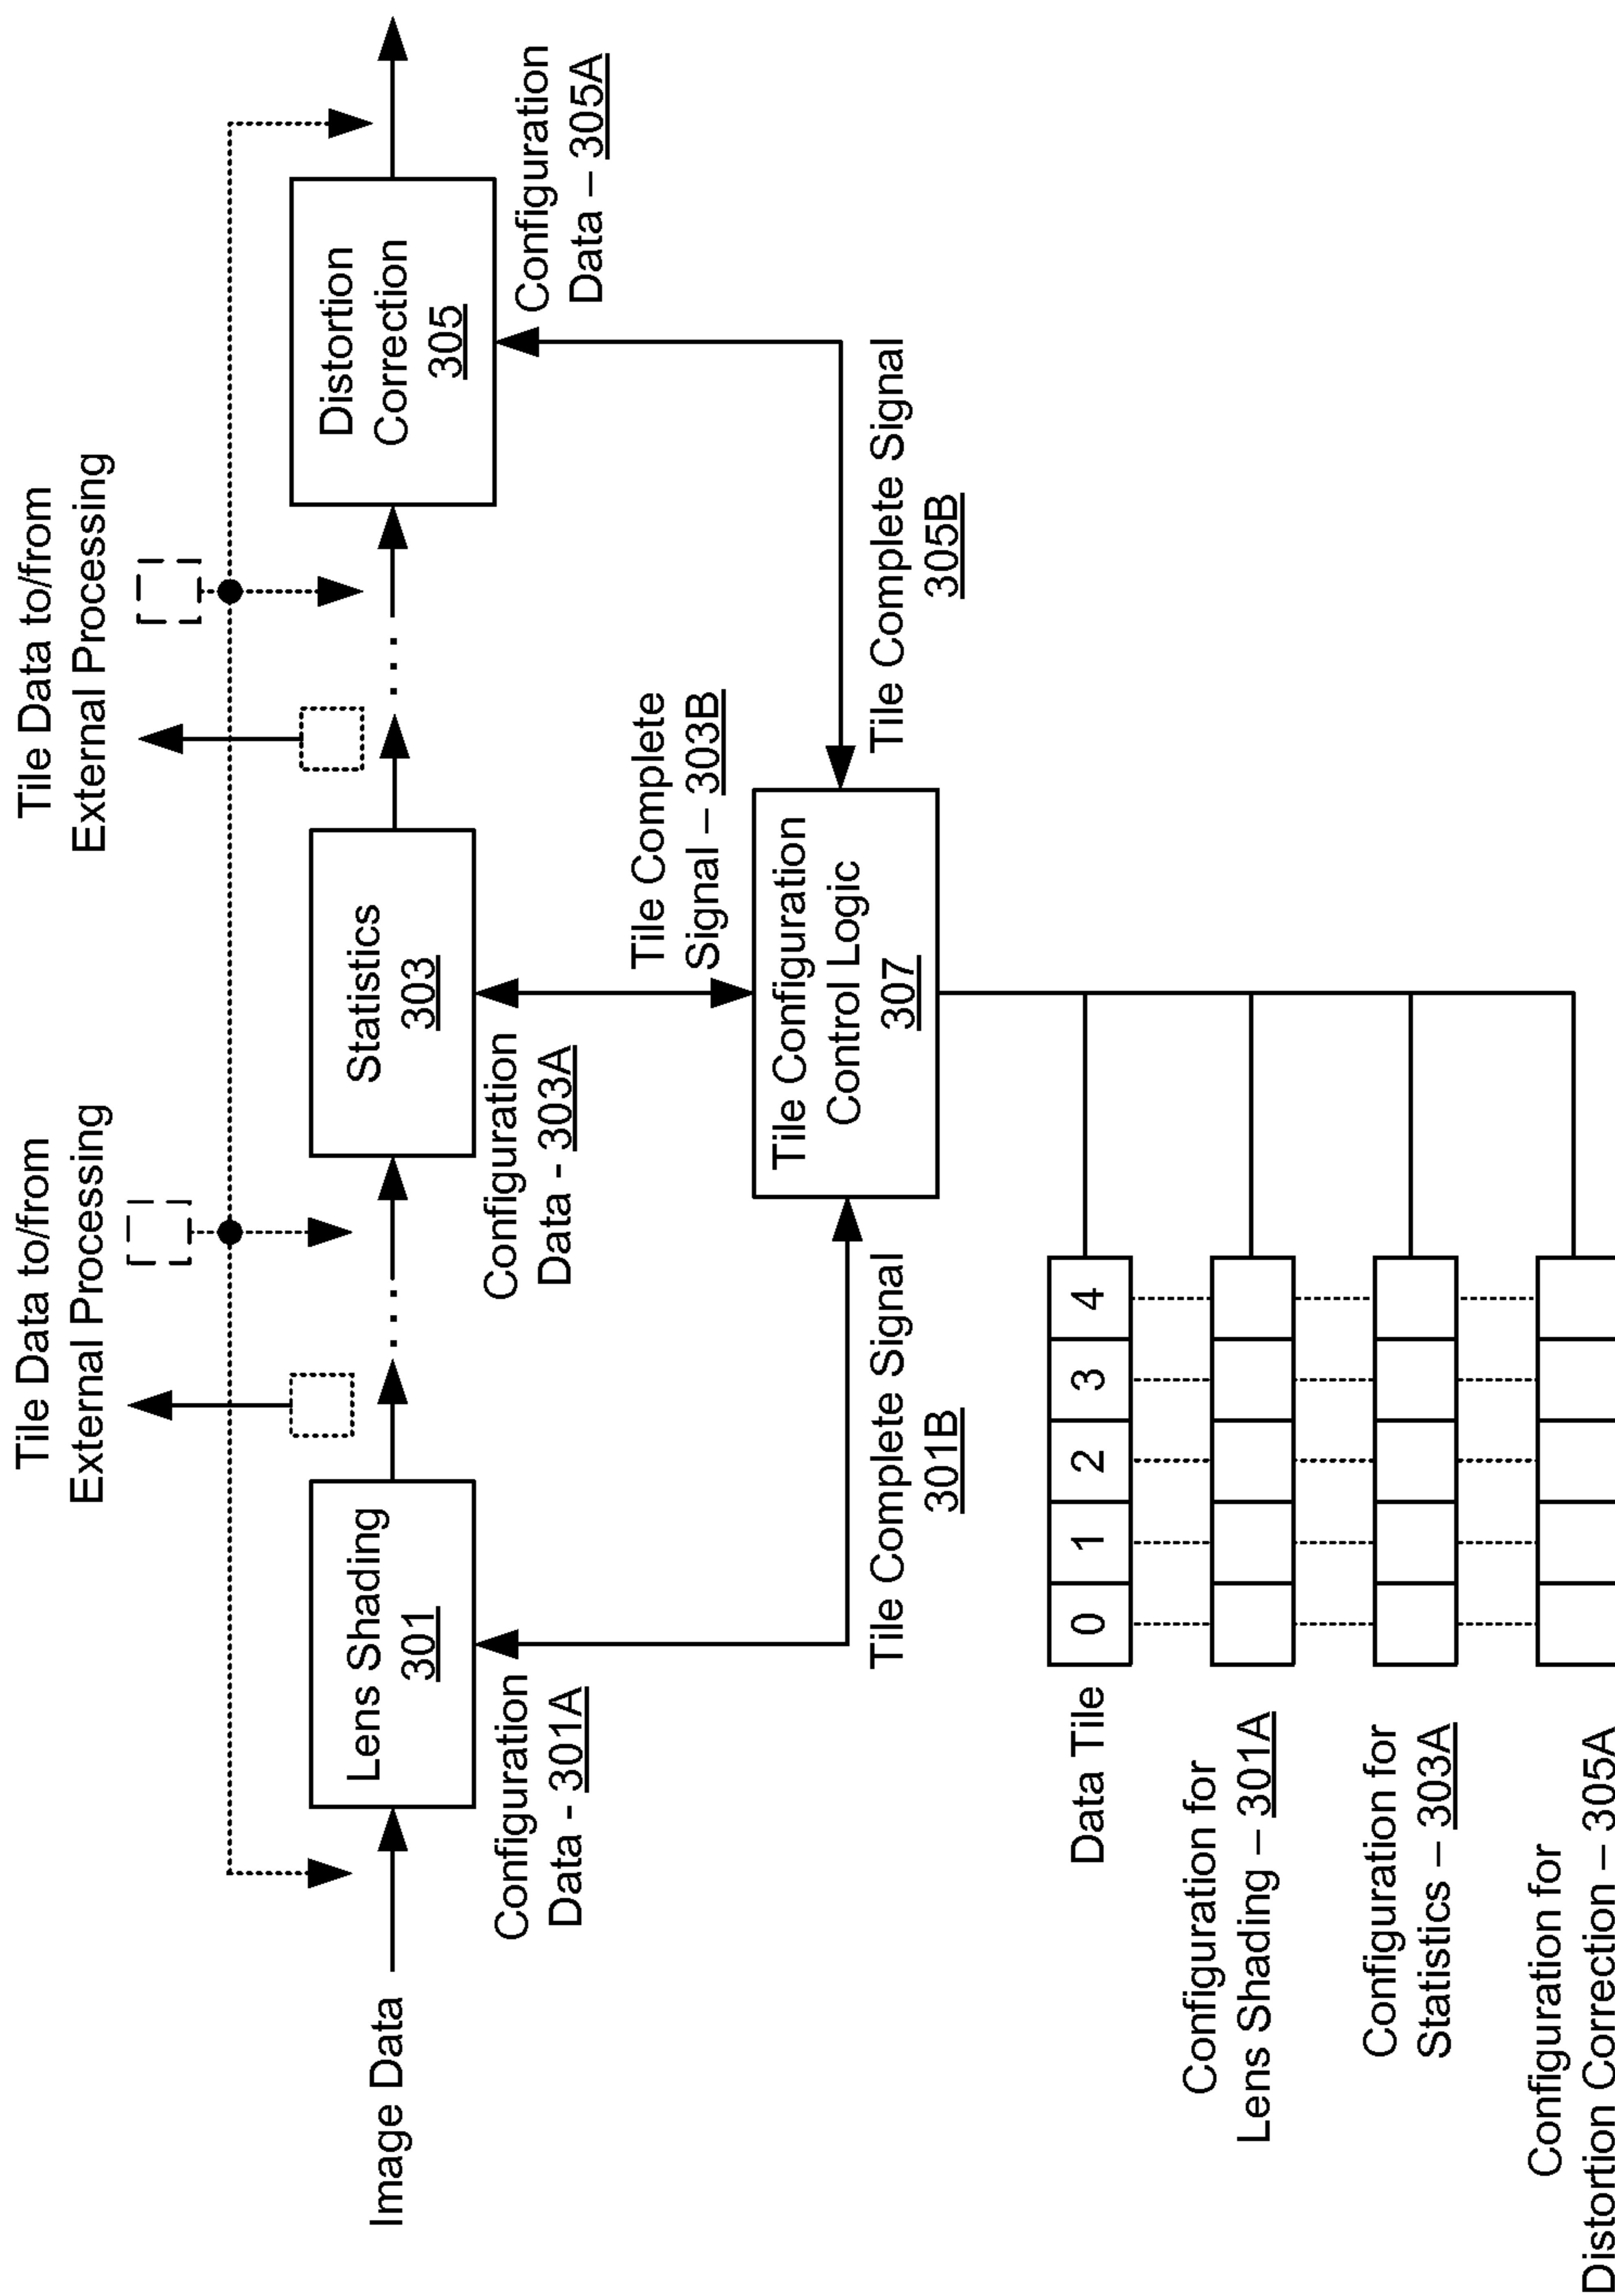 Tile Data to/from
External Processing
Tile Data to/from
External Processing
Image Data
Lens Shading
301
Statistics
303
Distortion
Correction
305
Configuration
Data - 301A
Configuration
Data - 303A
Configuration
Data – 305A
Tile Complete
Signal – 303B
Tile Configuration
Control Logic
307
Tile Complete Signal
301B
Tile Complete Signal
305B
Data Tile
0 1 2 3 4
Configuration for
Lens Shading – 301A
Configuration for
Statistics – 303A
Configuration for
Distortion Correction – 305A